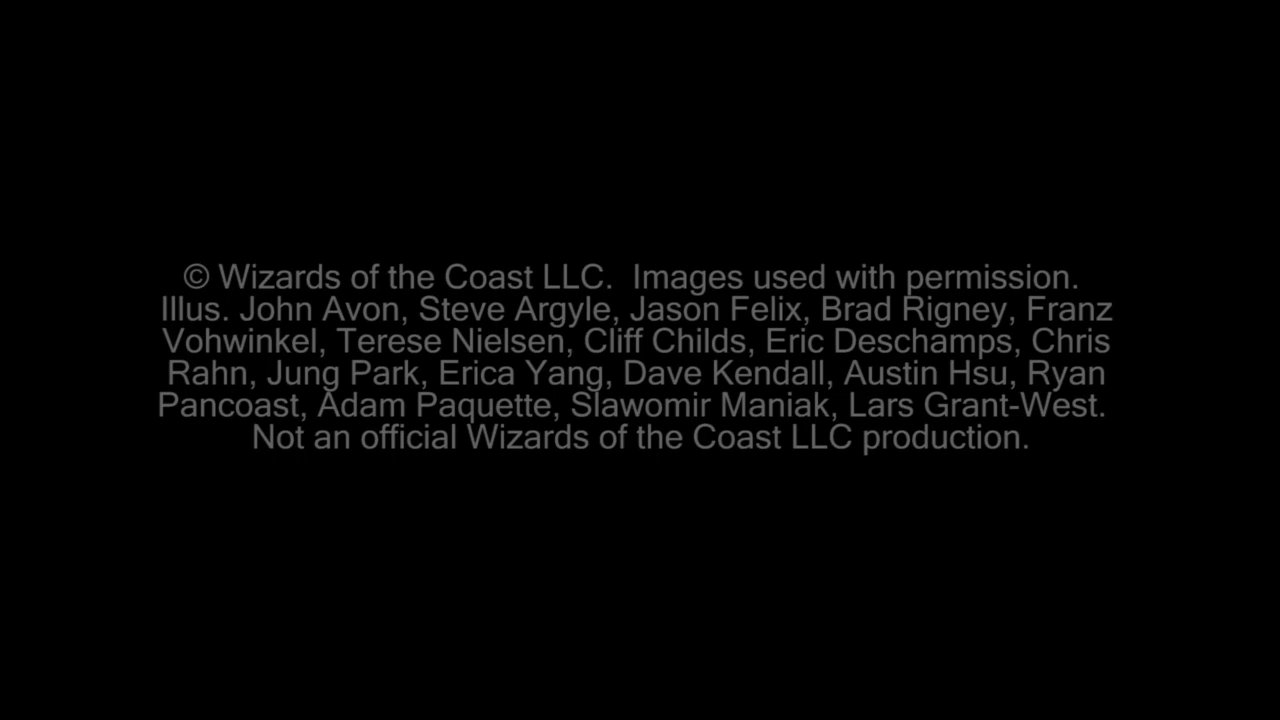 © Wizards of the Coast LLC.  Images used with permission.
Illus. John Avon, Steve Argyle, Jason Felix, Brad Rigney, Franz
Vohwinkel, Terese Nielsen, Cliff Childs, Eric Deschamps, Chris
Rahn, Jung Park, Erica Yang, Dave Kendall, Austin Hsu, Ryan
Pancoast, Adam Paquette, Slawomir Maniak, Lars Grant-West.
Not an official Wizards of the Coast LLC production.